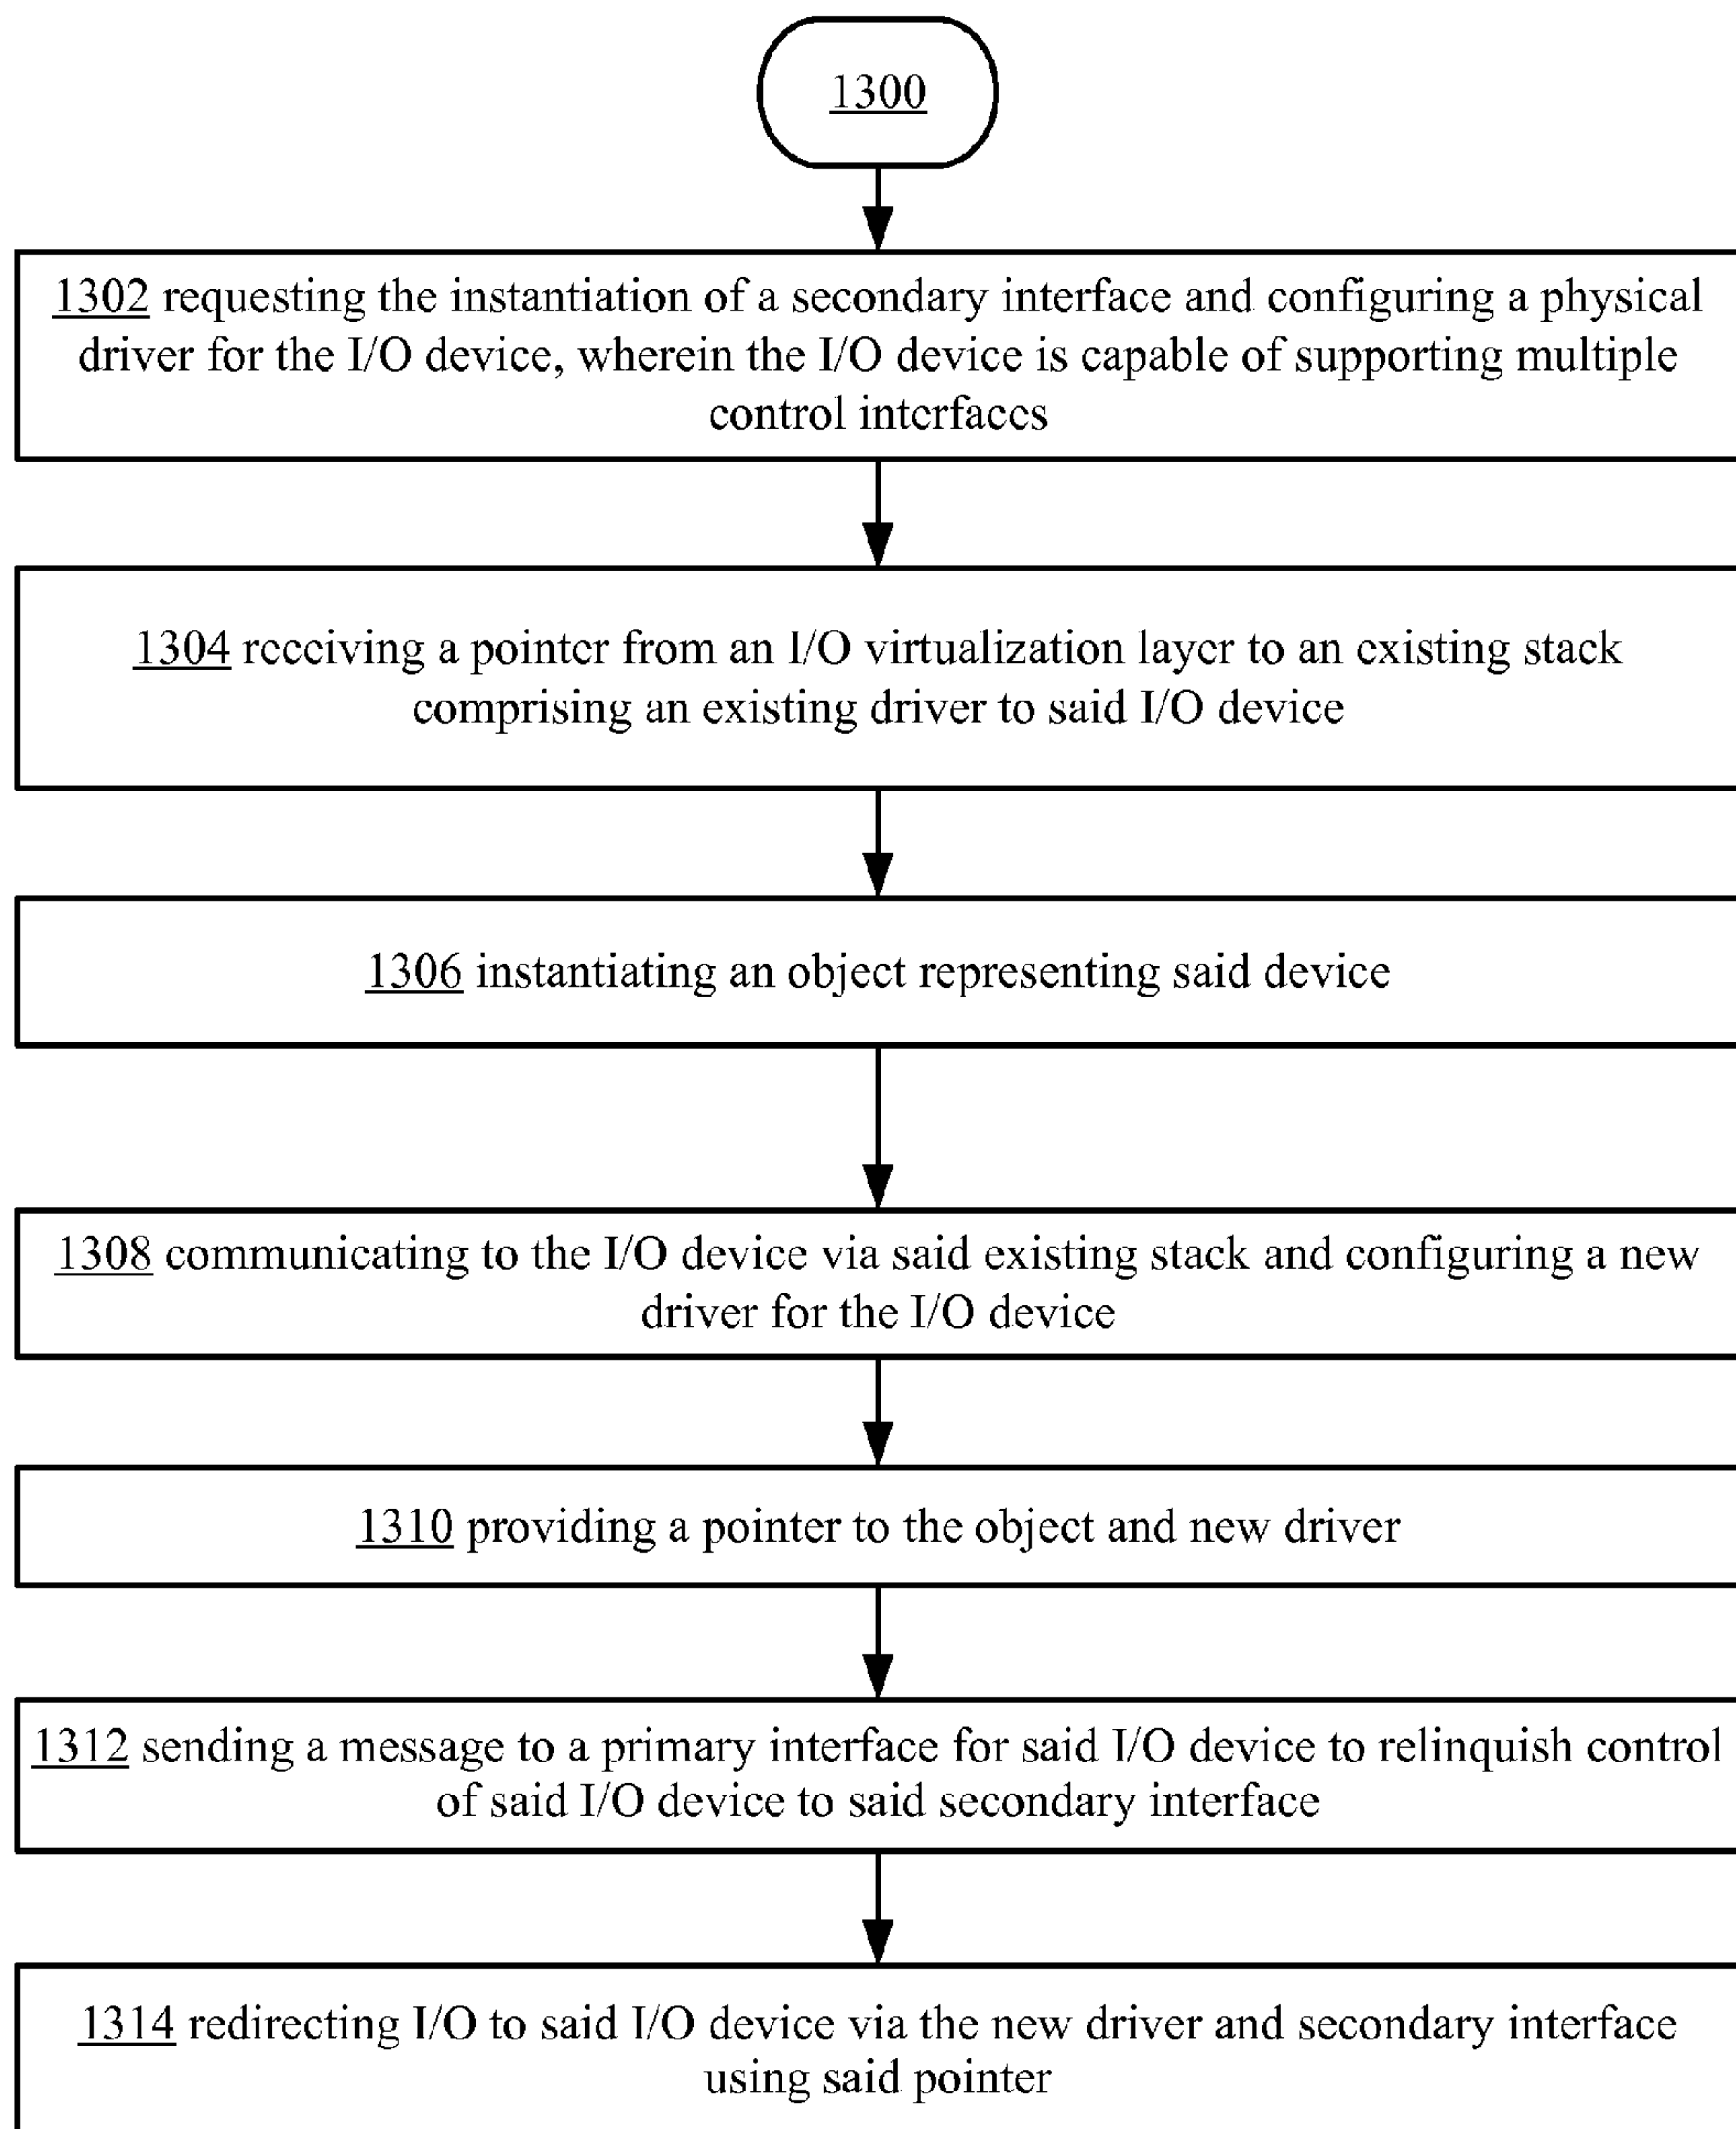 1300
1302 requesting the instantiation of a secondary interface and configuring a physical
driver for the I/O device, wherein the I/O device is capable of supporting multiple
control interfaces
1304 receiving a pointer from an I/O virtualization layer to an existing stack
comprising an existing driver to said I/O device
1306 instantiating an object representing said device
1308 communicating to the I/O device via said existing stack and configuring a new
driver for the I/O device
1310 providing a pointer to the object and new driver
1312 sending a message to a primary interface for said I/O device to relinquish control
of said I/O device to said secondary interface
1314 redirecting I/O to said I/O device via the new driver and secondary interface
using said pointer